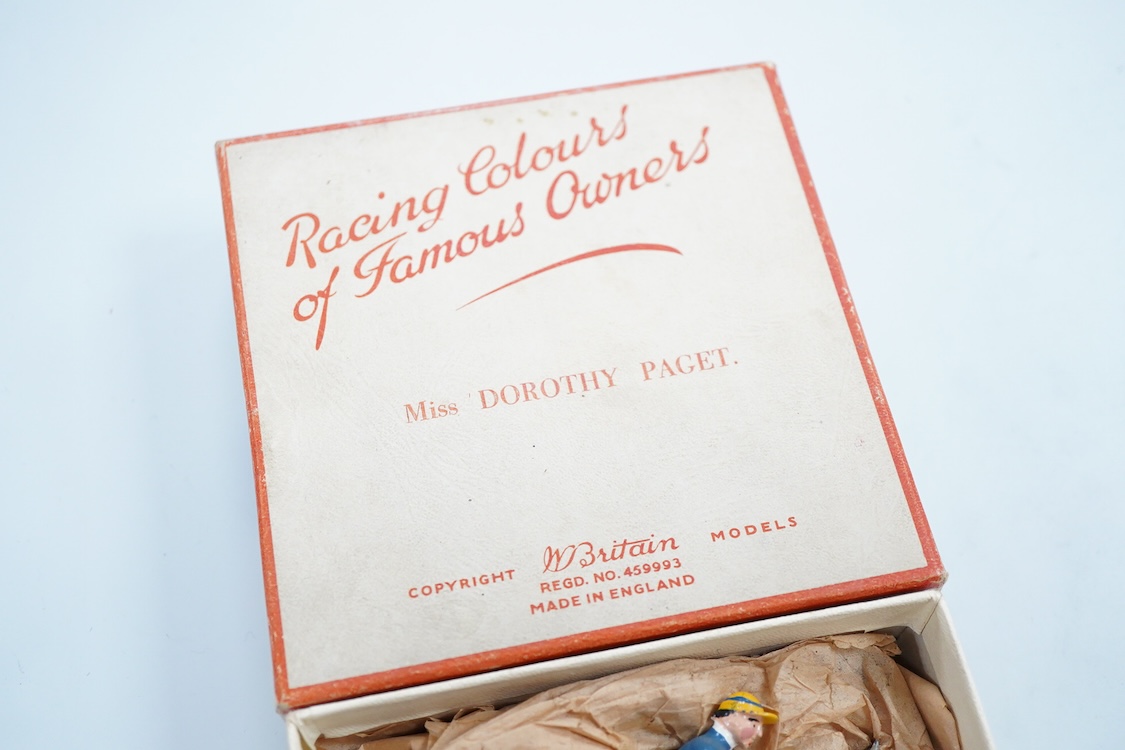 Racing Colours
of Famous Owners
Miss DOROTHY PAGET.
COPYRIGHT W Britain MODELS
REGD. NO. 459993
MADE IN ENGLAND